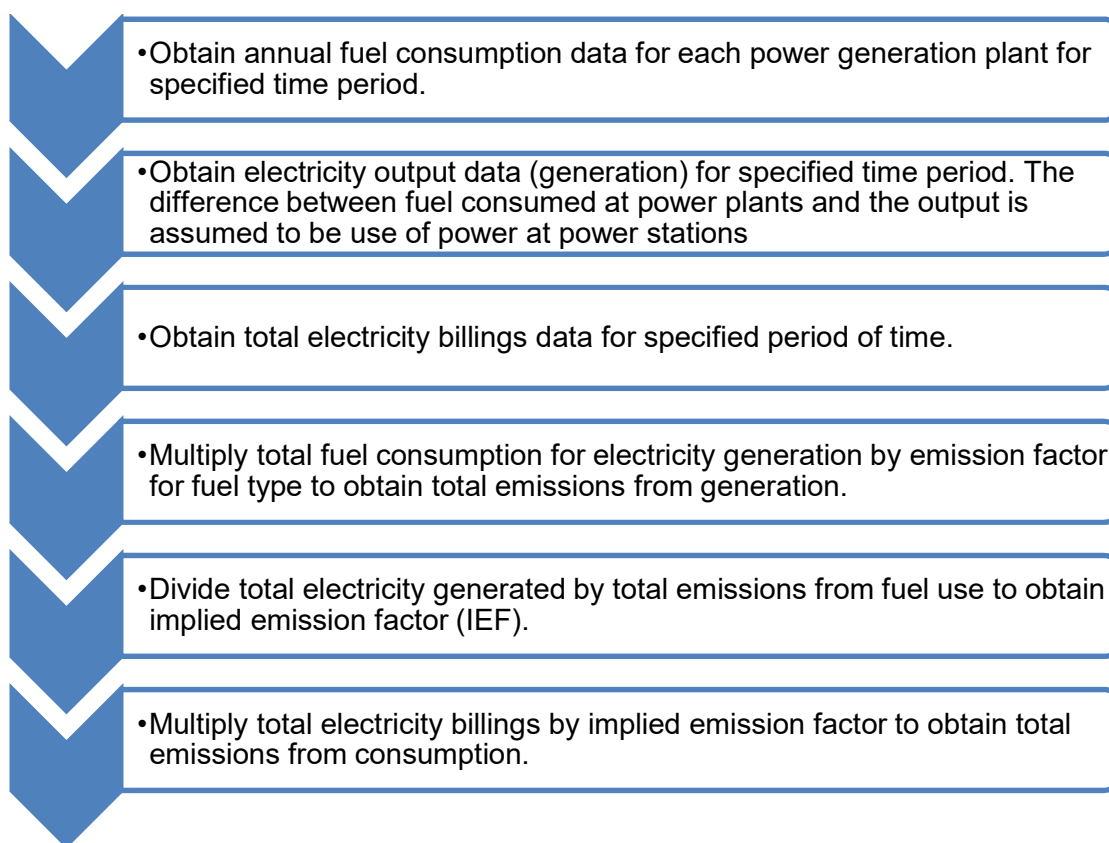 •Obtain annual fuel consumption data for each power generation plant for
specified time period.
•Obtain electricity output data (generation) for specified time period. The
difference between fuel consumed at power plants and the output is
assumed to be use of power at power stations
•Obtain total electricity billings data for specified period of time.
•Multiply total fuel consumption for electricity generation by emission factor
for fuel type to obtain total emissions from generation.
•Divide total electricity generated by total emissions from fuel use to obtain
implied emission factor (IEF).
•Multiply total electricity billings by implied emission factor to obtain total
emissions from consumption.